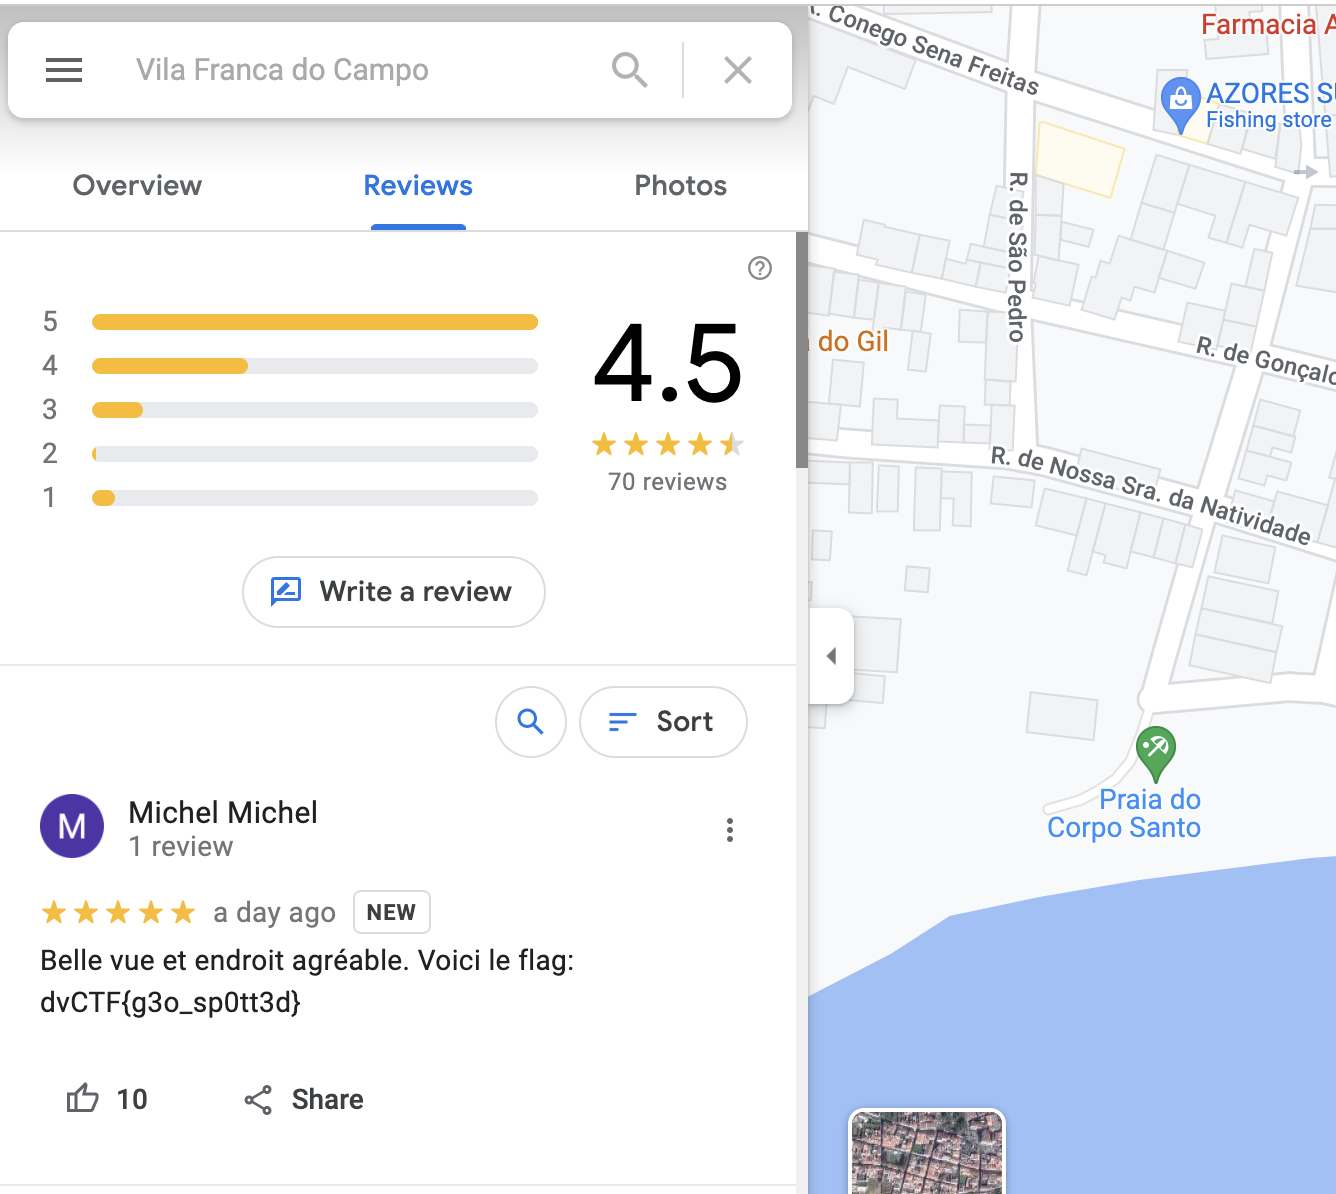 Vila Franca do Campo
Overview
Reviews
Photos
5
4
3
2
1
4.5
70 reviews
Write a review
Sort
M
Michel Michel
1 review
a day ago
NEW
Belle vue et endroit agréable. Voici le flag:
dvCTF{g3o_sp0tt3d}
10
Share
Farmacia A
R. Conego Sena Freitas
AZORES SU
Fishing store
R. de São Pedro
do Gil
R. de Gonçalo
R. de Nossa Sra. da Natividade
Praia do
Corpo Santo